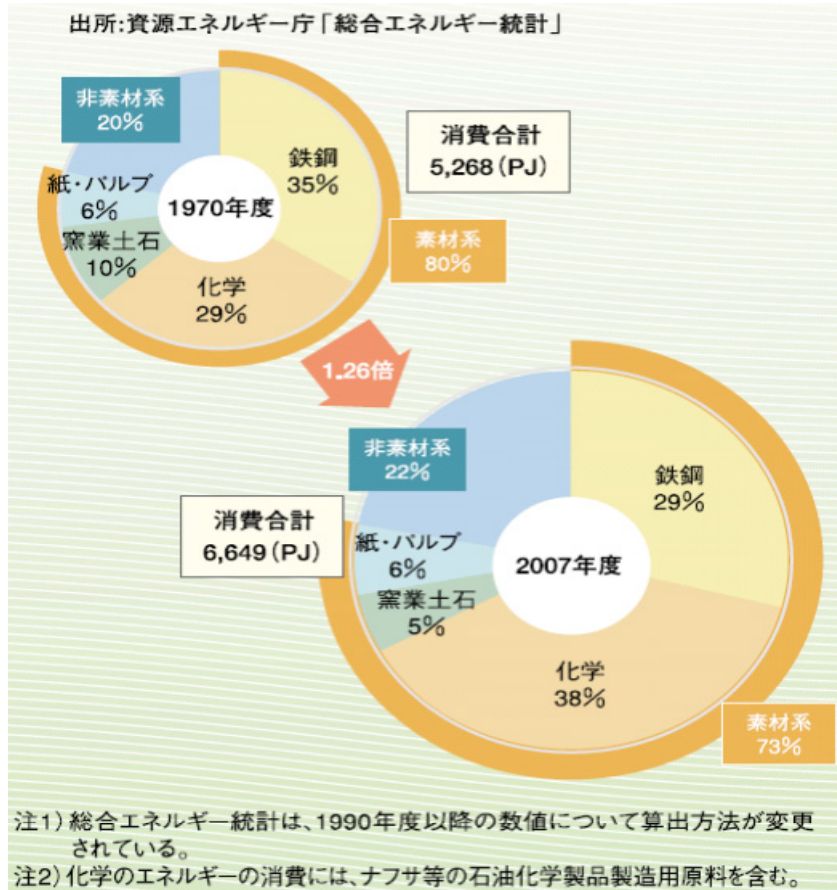 出所:資源エネルギー庁「総合エネルギー統計」
非素材系
20%
鉄鋼
35%
消費合計
5,268(PJ)
紙・パルプ
6%
1970年度
窯業土石
10%
素材系
80%
化学
29%
1.26倍
非素材系
22%
鉄鋼
29%
消費合計
6,649(PJ)
紙・パルプ
6%
2007年度
窯業土石
5%
化学
38%
素材系
73%
注1) 総合エネルギー統計は、1990年度以降の数値について算出方法が変更
されている。
注2) 化学のエネルギーの消費には、ナフサ等の石油化学製品製造用原料を含む。